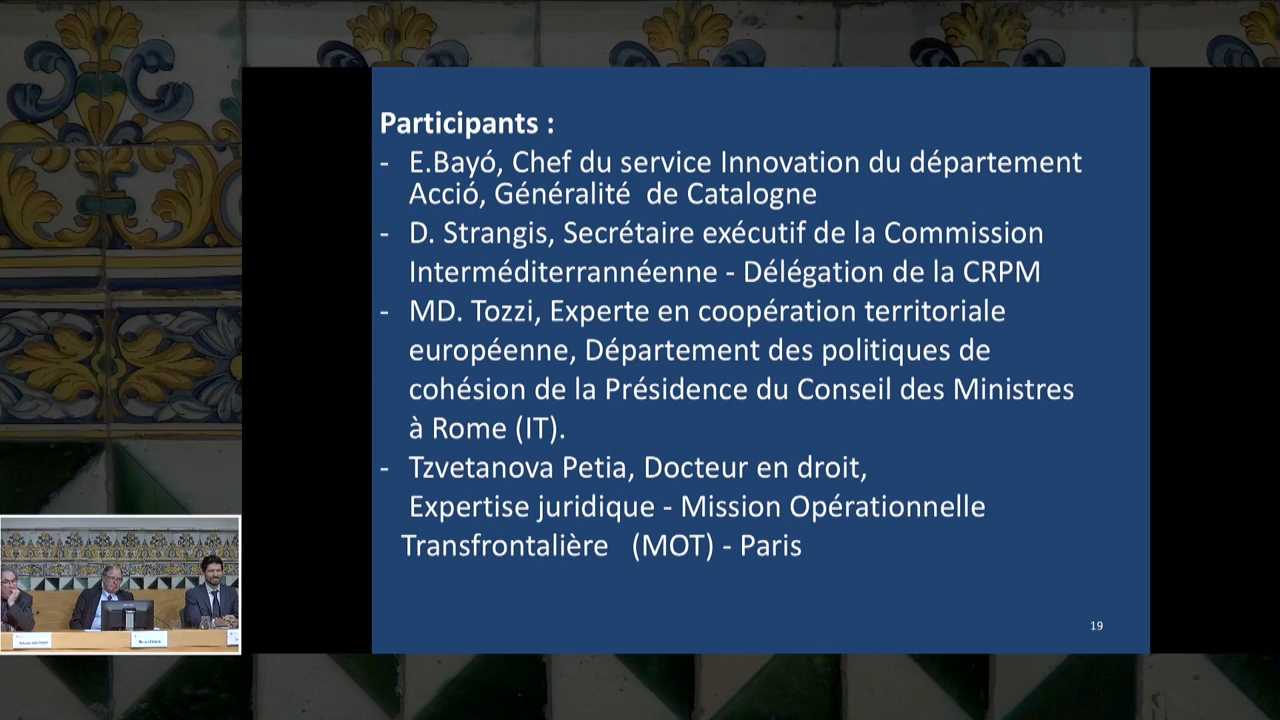 Participants :
- E.Bayó, Chef du service Innovation du département
Acció, Généralité de Catalogne
- D. Strangis, Secrétaire exécutif de la Commission
Interméditerrannéenne - Délégation de la CRPM
- MD. Tozzi, Experte en coopération territoriale
européenne, Département des politiques de
cohésion de la Présidence du Conseil des Ministres
à Rome (IT).
- Tzvetanova Petia, Docteur en droit,
Expertise juridique - Mission Opérationnelle
Transfrontalière (MOT) - Paris
19